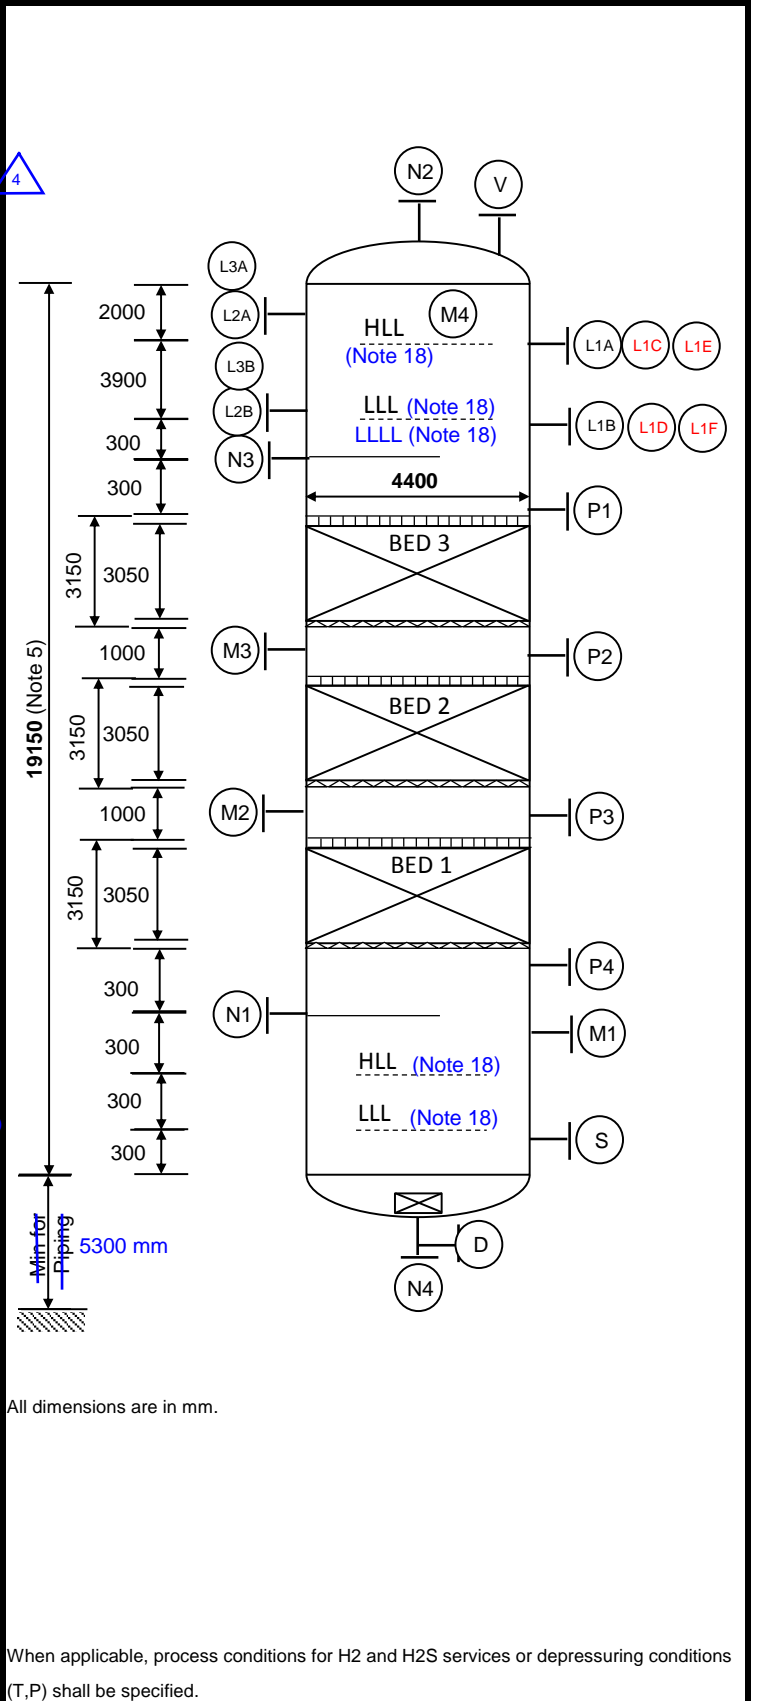 N2
V
4
L3A
2000
L2A
M4
HLL
(Note 18)
L1A L1C L1E
L3B
3900
L2B
LLL (Note 18)
LLLL (Note 18)
L1B L1D L1F
300
N3
300
4400
P1
BED 3
3150
3050
1000
M3
P2
19150 (Note 5)
BED 2
3150
3050
1000
M2
P3
BED 1
3150
3050
P4
300
N1
M1
300
HLL (Note 18)
300
LLL (Note 18)
300
S
Min for
Piping
5300 mm
D
N4
All dimensions are in mm.
When applicable, process conditions for H2 and H2S services or depressuring conditions
(T,P) shall be specified.